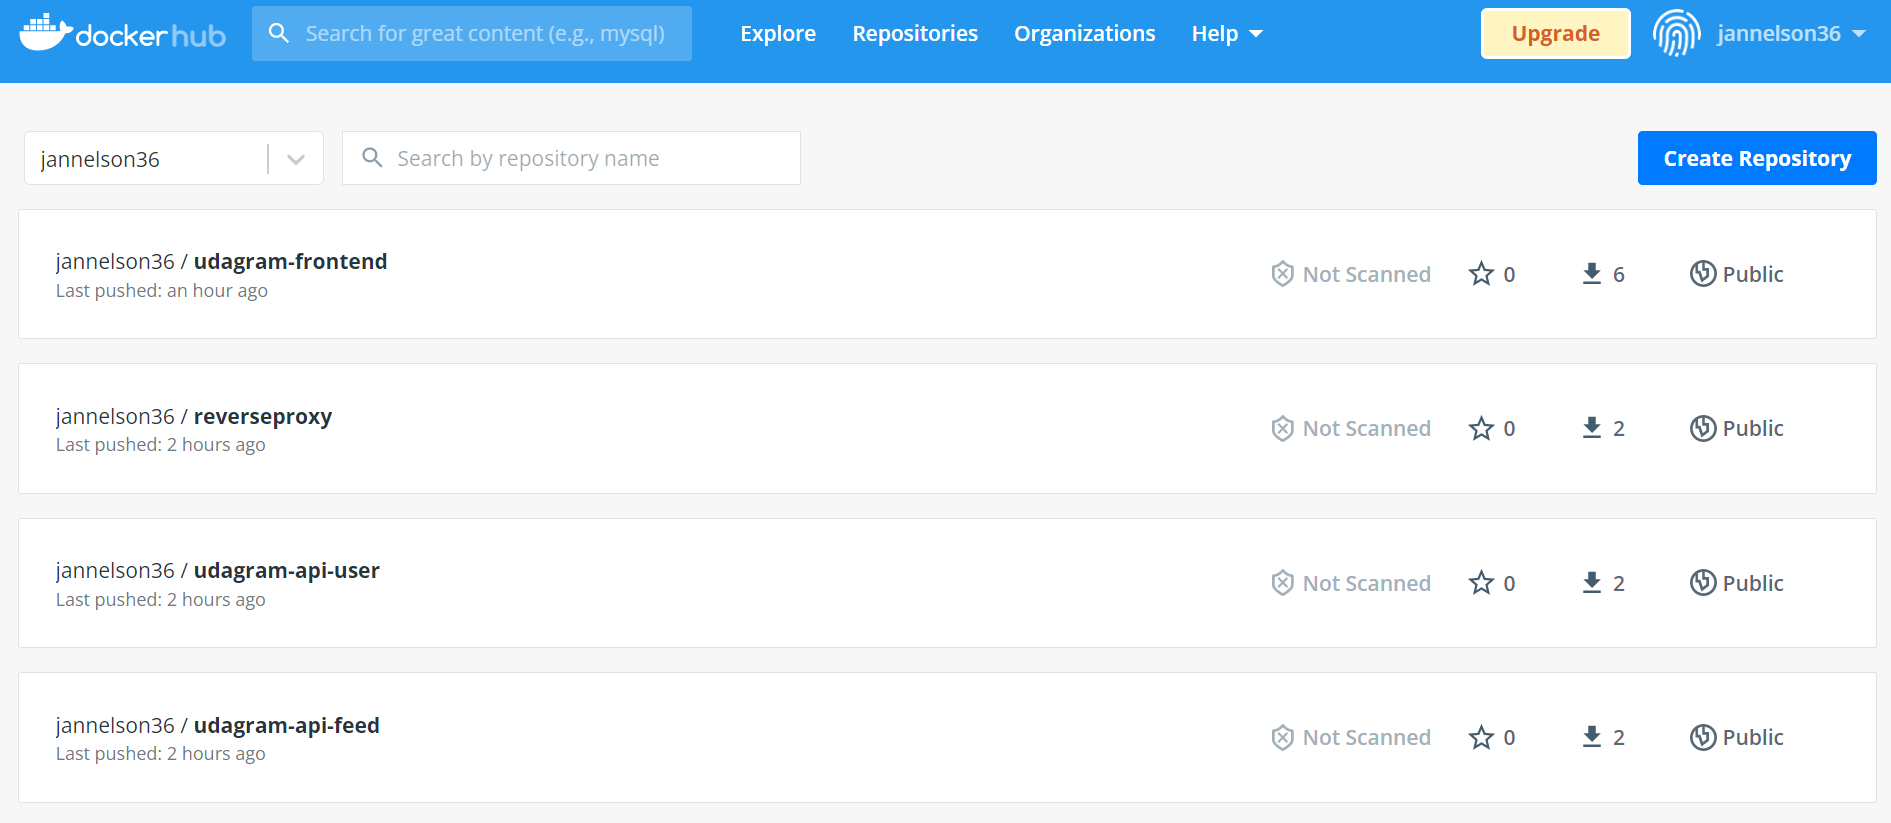 docker hub
Search for great content (e.g., mysql)
Explore
Repositories
Organizations
Help
Upgrade
jannelson36
jannelson36
Search by repository name
Create Repository
jannelson36 / udagram-frontend
Last pushed: an hour ago
Not Scanned
0
6
Public
jannelson36 / reverseproxy
Last pushed: 2 hours ago
Not Scanned
0
2
Public
jannelson36 / udagram-api-user
Last pushed: 2 hours ago
Not Scanned
0
2
Public
jannelson36 / udagram-api-feed
Last pushed: 2 hours ago
Not Scanned
0
2
Public